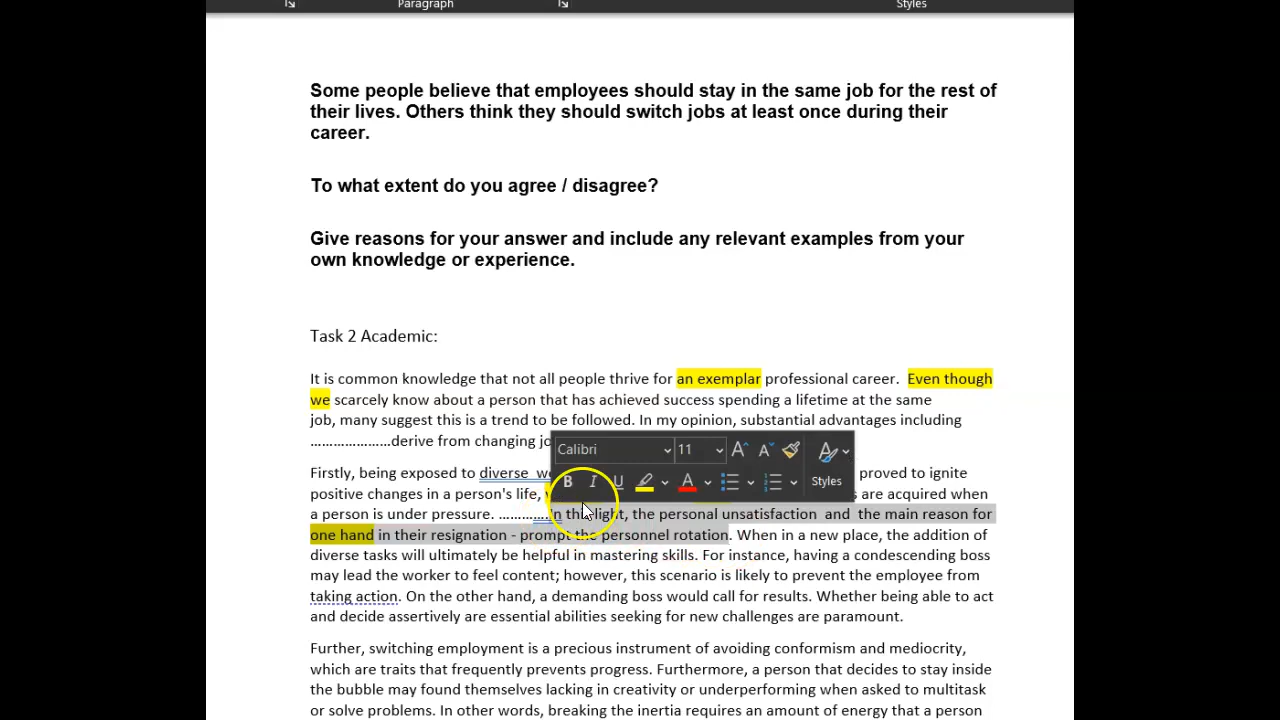 Paragraph
Styles
Some people believe that employees should stay in the same job for the rest of
their lives. Others think they should switch jobs at least once during their
career.
To what extent do you agree / disagree?
Give reasons for your answer and include any relevant examples from your
own knowledge or experience.
Task 2 Academic:
It is common knowledge that not all people thrive for an exemplar professional career.  Even though
we scarcely know about a person that has achieved success spending a lifetime at the same
job, many suggest this is a trend to be followed. In my opinion, substantial advantages including
…………………derive from changing
Calibri
11
B I U A Styles
Firstly, being exposed to diverse proved to ignite
positive changes in a person's life, are acquired when
a person is under pressure. …………..In light, the personal unsatisfaction  and  the main reason for
one hand in their resignation - prompt the personnel rotation. When in a new place, the addition of
diverse tasks will ultimately be helpful in mastering skills. For instance, having a condescending boss
may lead the worker to feel content; however, this scenario is likely to prevent the employee from
taking action. On the other hand, a demanding boss would call for results. Whether being able to act
and decide assertively are essential abilities seeking for new challenges are paramount.
Further, switching employment is a precious instrument of avoiding conformism and mediocrity,
which are traits that frequently prevents progress. Furthermore, a person that decides to stay inside
the bubble may found themselves lacking in creativity or underperforming when asked to multitask
or solve problems. In other words, breaking the inertia requires an amount of energy that a person